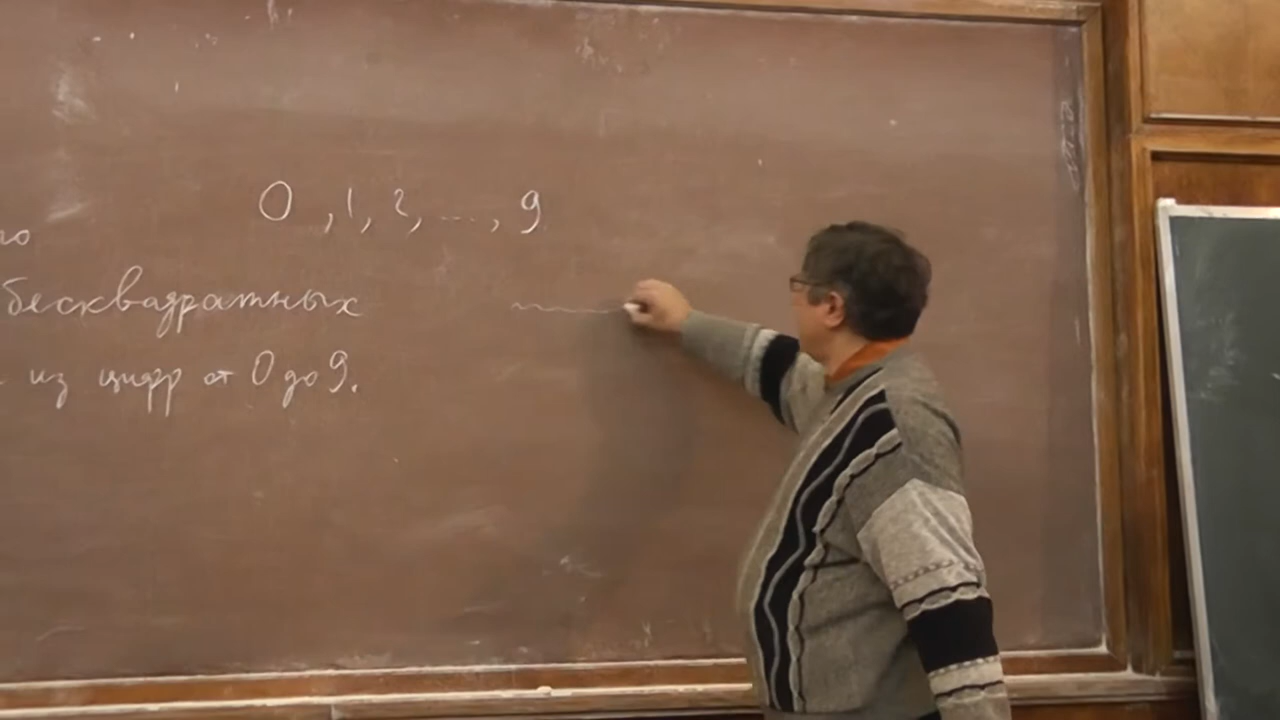 0, 1, 2, ..., 9
бесквадратных
из цифр от 0 до 9.